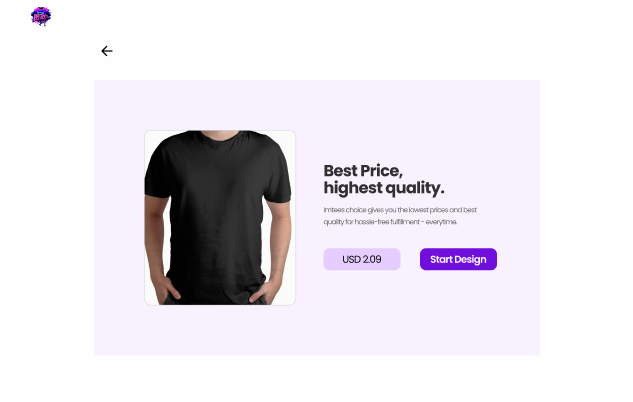 Best Price,
highest quality.
imtees choice gives you the lowest prices and best
quality for hassle-free fulfillment - everytime.
USD 2.09
Start Design